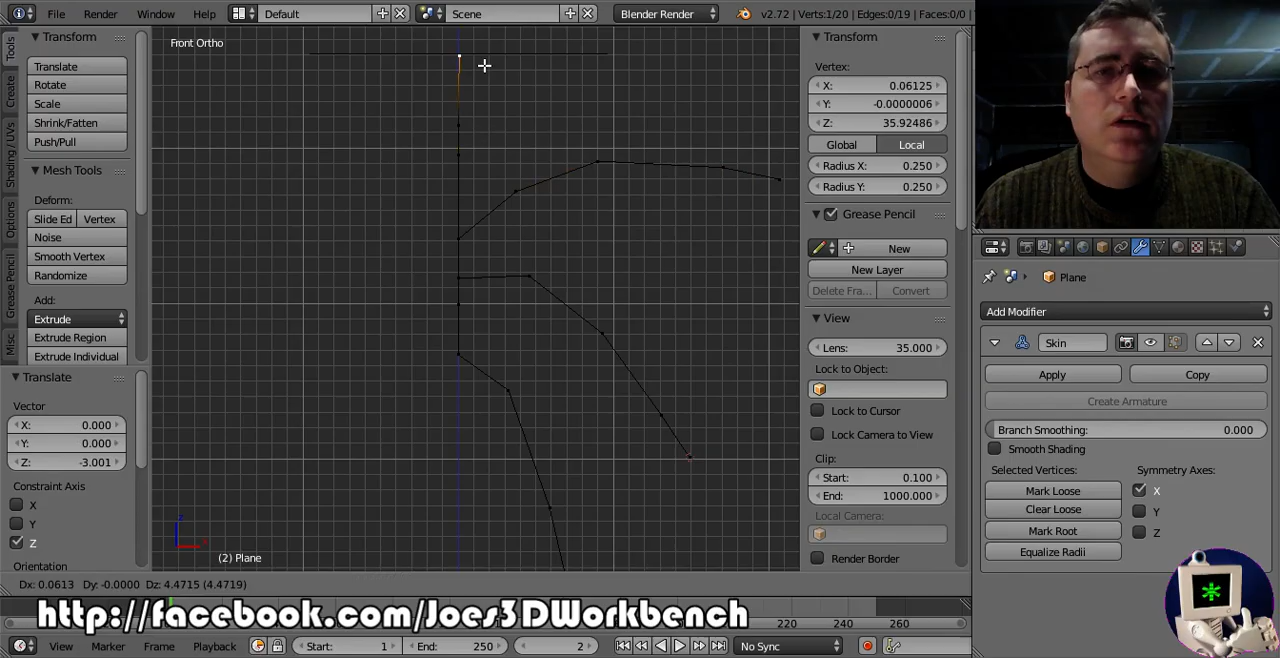 File Render Window Help Default Scene Blender Render v2.72 | Verts:1/20 | Edges:0/19 | Faces:0/0
Tools
Create
Shading / UVs
Options
Grease Pencil
Misc
Transform
Translate
Rotate
Scale
Shrink/Fatten
Push/Pull
Mesh Tools
Deform:
Slide Ed Vertex
Noise
Smooth Vertex
Randomize
Add:
Extrude
Extrude Region
Extrude Individual
Translate
Vector
X: 0.000
Y: 0.000
Z: -3.001
Constraint Axis
X
Y
Z
Orientation
Front Ortho
(2) Plane
Transform
Vertex:
X: 0.06125
Y: -0.0000006
Z: 35.92486
Global Local
Radius X: 0.250
Radius Y: 0.250
Grease Pencil
New
New Layer
Delete Fra... Convert
View
Lens: 35.000
Lock to Object:
Lock to Cursor
Lock Camera to View
Clip:
Start: 0.100
End: 1000.000
Local Camera:
Render Border
Plane
Add Modifier
Skin
Apply Copy
Create Armature
Branch Smoothing: 0.000
Smooth Shading
Selected Vertices: Symmetry Axes:
Mark Loose X
Clear Loose Y
Mark Root Z
Equalize Radii
Dx: 0.0613 Dy: -0.0000 Dz: 4.4715 (4.4719)
http://facebook.com/Joes3DWorkbench
220 240 260
View Marker Frame Playback Start: 1 End: 250 2 No Sync